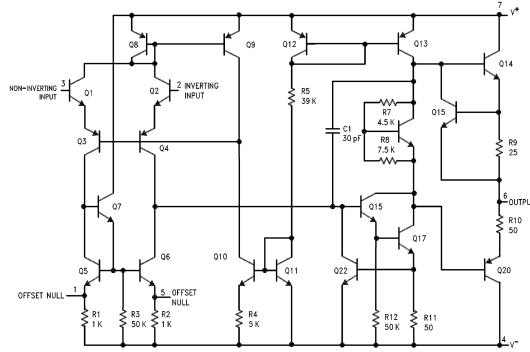 7
V+
Q8
Q9
Q12
Q13
Q14
3
NON-INVERTING
INPUT
Q1
Q2
2 INVERTING
INPUT
R5
39 K
Q15
R7
4.5 K
R8
7.5 K
C1
30 pF
R9
25
Q3
Q4
6
OUTPUT
R10
50
Q7
Q15
Q17
Q5
Q6
Q10
Q11
Q22
Q20
OFFSET NULL
1
5
OFFSET
NULL
R1
1 K
R3
50 K
R2
1 K
R4
5 K
R12
50 K
R11
50
4
V-